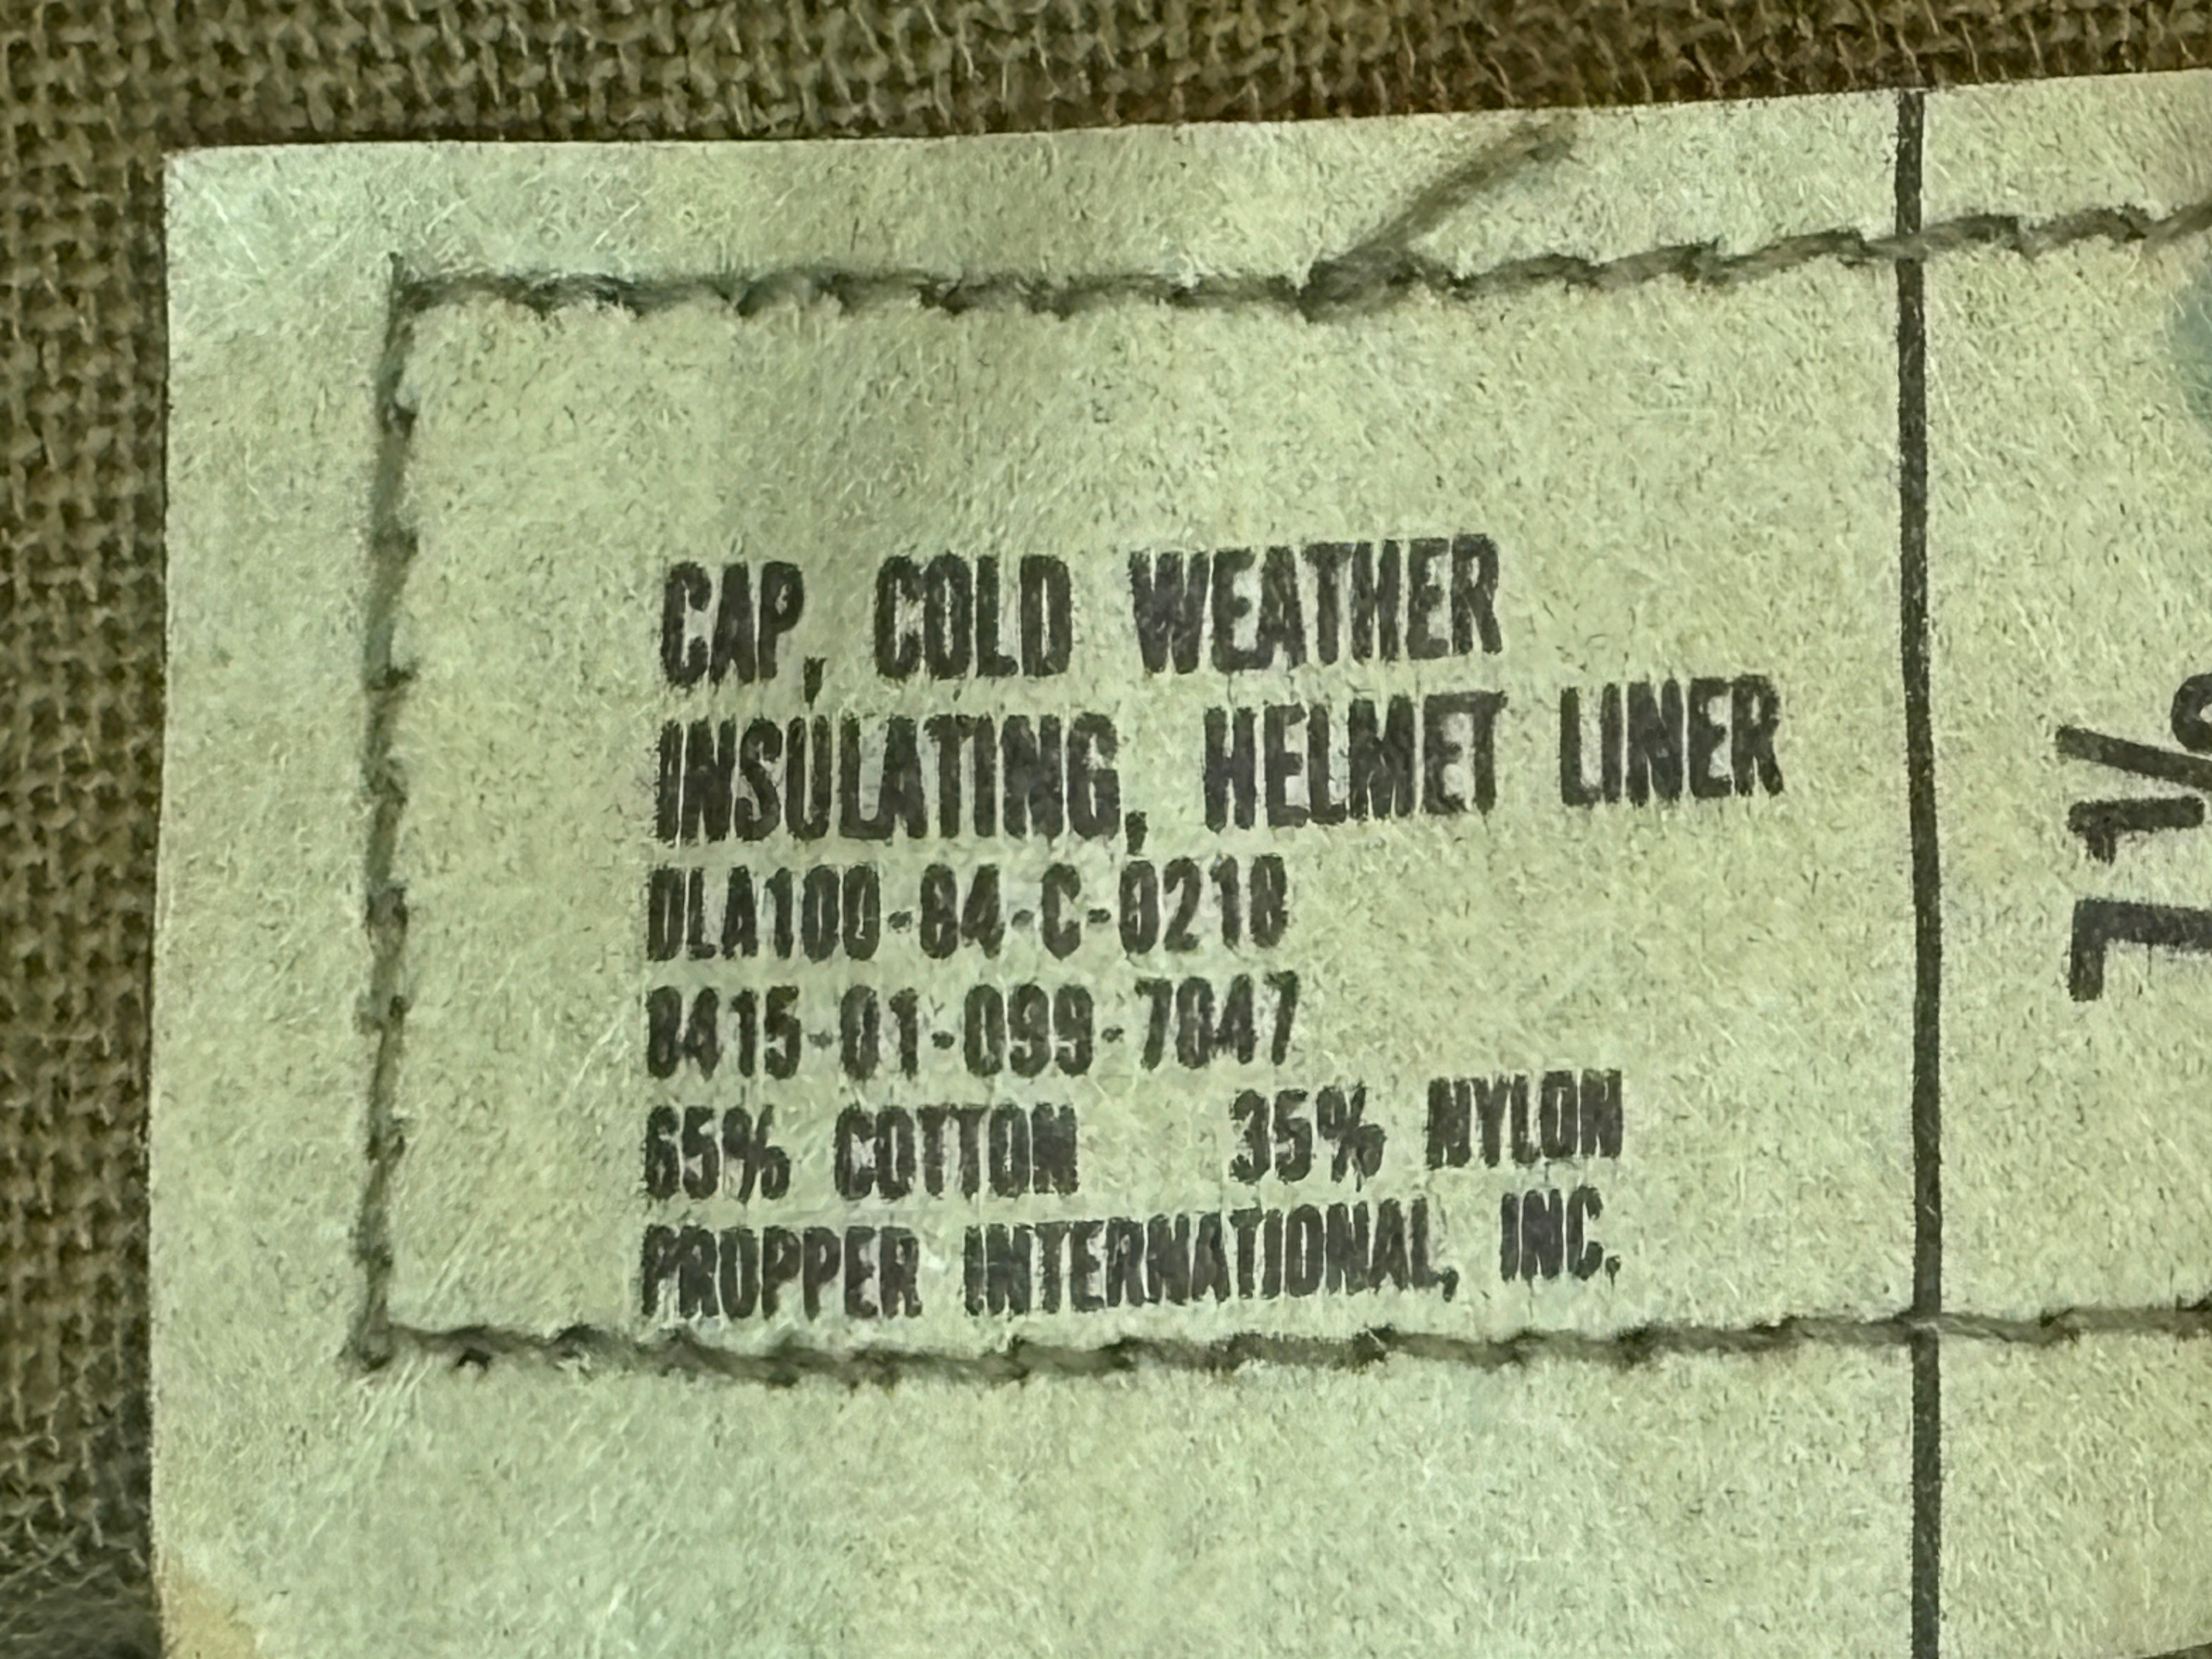 CAP, COLD WEATHER
INSULATING, HELMET LINER
DLA100-84-C-0218
8415-01-099-7847
65% COTTON 35% NYLON
PROPPER INTERNATIONAL, INC.